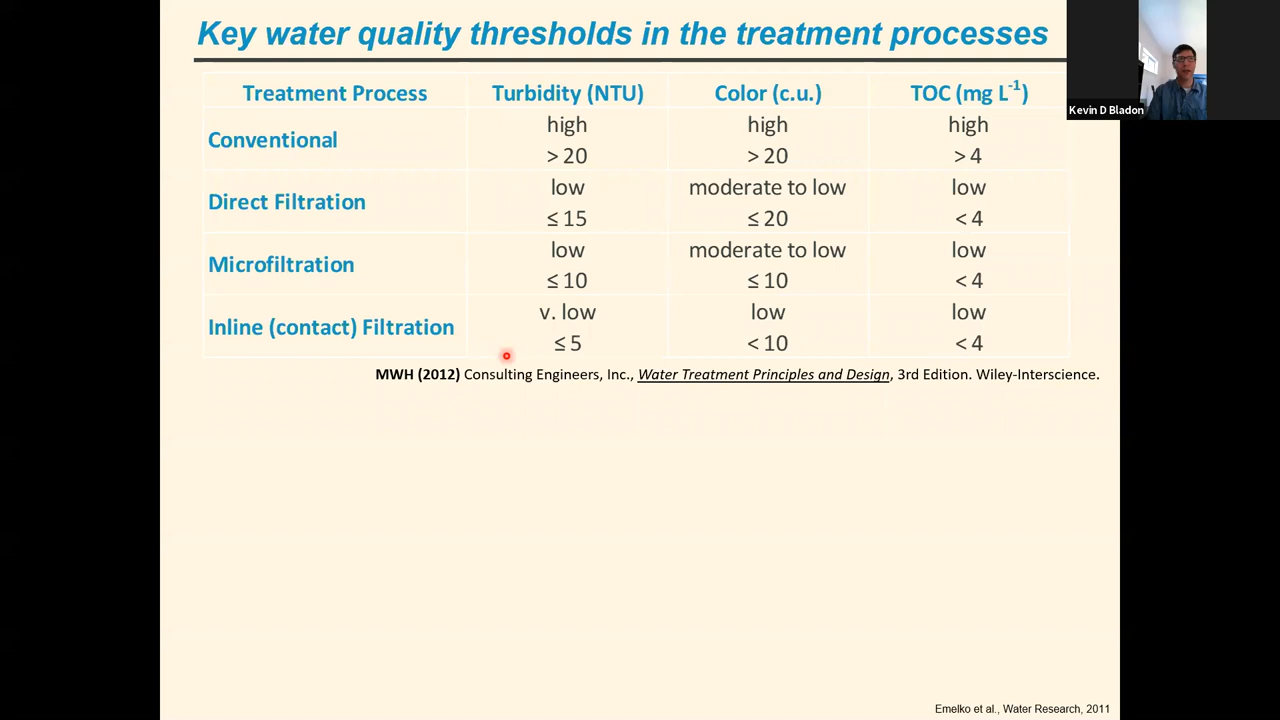 Key water quality thresholds in the treatment processes
Treatment Process Turbidity (NTU) Color (c.u.) TOC (mg L-1)
Conventional
high high high
> 20 > 20 > 4
Direct Filtration
low moderate to low low
≤ 15 ≤ 20 < 4
Microfiltration
low moderate to low low
≤ 10 ≤ 10 < 4
Inline (contact) Filtration
v. low low low
≤ 5 < 10 < 4
MWH (2012) Consulting Engineers, Inc., Water Treatment Principles and Design, 3rd Edition. Wiley-Interscience.
Emelko et al., Water Research, 2011
Kevin D Bladon